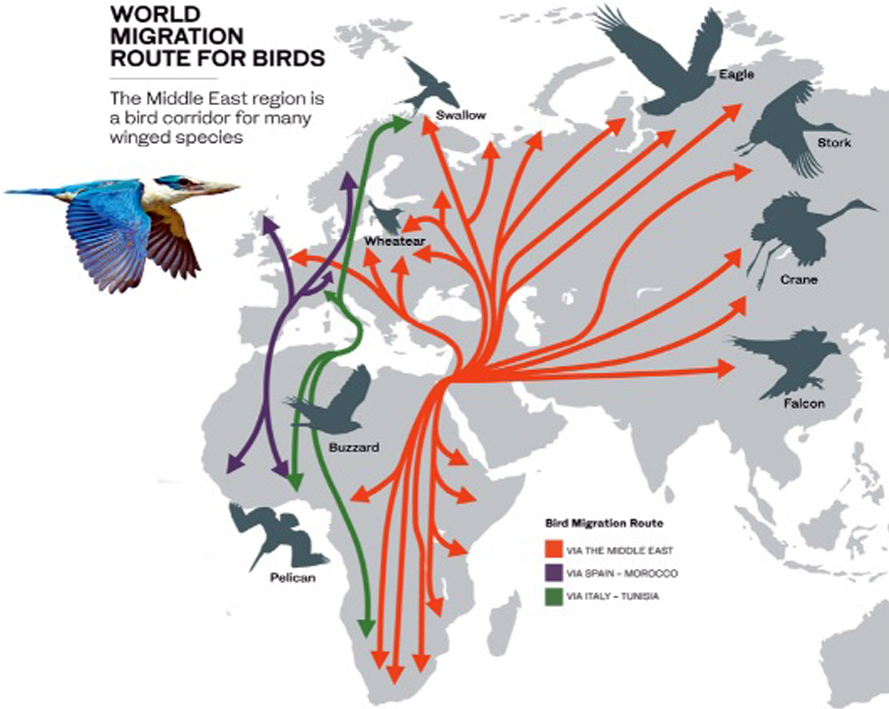 WORLD
MIGRATION
ROUTE FOR BIRDS
The Middle East region is
a bird corridor for many
winged species
Eagle
Swallow
Stork
Wheatear
Crane
Falcon
Buzzard
Pelican
Bird Migration Route
VIA THE MIDDLE EAST
VIA SPAIN - MOROCCO
VIA ITALY - TUNISIA